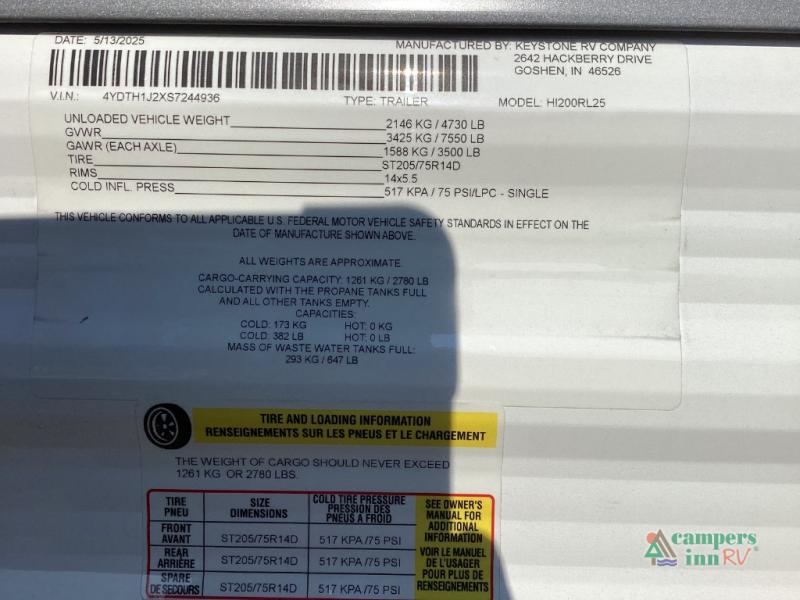 DATE: 5/13/2025
MANUFACTURED BY: KEYSTONE RV COMPANY
2642 HACKBERRY DRIVE
GOSHEN, IN 46526
V.I.N.: 4YDTH1J2XS7244936 TYPE: TRAILER MODEL: HI200RL25
UNLOADED VEHICLE WEIGHT 2146 KG / 4730 LB
GVWR 3425 KG / 7550 LB
GAWR (EACH AXLE) 1588 KG / 3500 LB
TIRE ST205/75R14D
RIMS 14x5.5
COLD INFL. PRESS 517 KPA / 75 PSI/LPC - SINGLE
THIS VEHICLE CONFORMS TO ALL APPLICABLE U.S. FEDERAL MOTOR VEHICLE SAFETY STANDARDS IN EFFECT ON THE
DATE OF MANUFACTURE SHOWN ABOVE.
ALL WEIGHTS ARE APPROXIMATE.
CARGO-CARRYING CAPACITY: 1261 KG / 2780 LB
CALCULATED WITH THE PROPANE TANKS FULL
AND ALL OTHER TANKS EMPTY.
CAPACITIES:
COLD: 173 KG HOT: 0 KG
COLD: 382 LB HOT: 0 LB
MASS OF WASTE WATER TANKS FULL:
293 KG / 647 LB
TIRE AND LOADING INFORMATION
RENSEIGNEMENTS SUR LES PNEUS ET LE CHARGEMENT
THE WEIGHT OF CARGO SHOULD NEVER EXCEED
1261 KG OR 2780 LBS.
TIRE
PNEU
SIZE
DIMENSIONS
COLD TIRE PRESSURE
PRESSION DES
PNEUS A FROID
SEE OWNER'S
MANUAL FOR
ADDITIONAL
INFORMATION
VOIR LE MANUEL
DE L'USAGER
POUR PLUS DE
RENSEIGNEMENTS
FRONT
AVANT
ST205/75R14D 517 KPA /75 PSI
REAR
ARRIÈRE
ST205/75R14D 517 KPA /75 PSI
SPARE
DE SECOURS
ST205/75R14D 517 KPA /75 PSI
campers
inn RV®